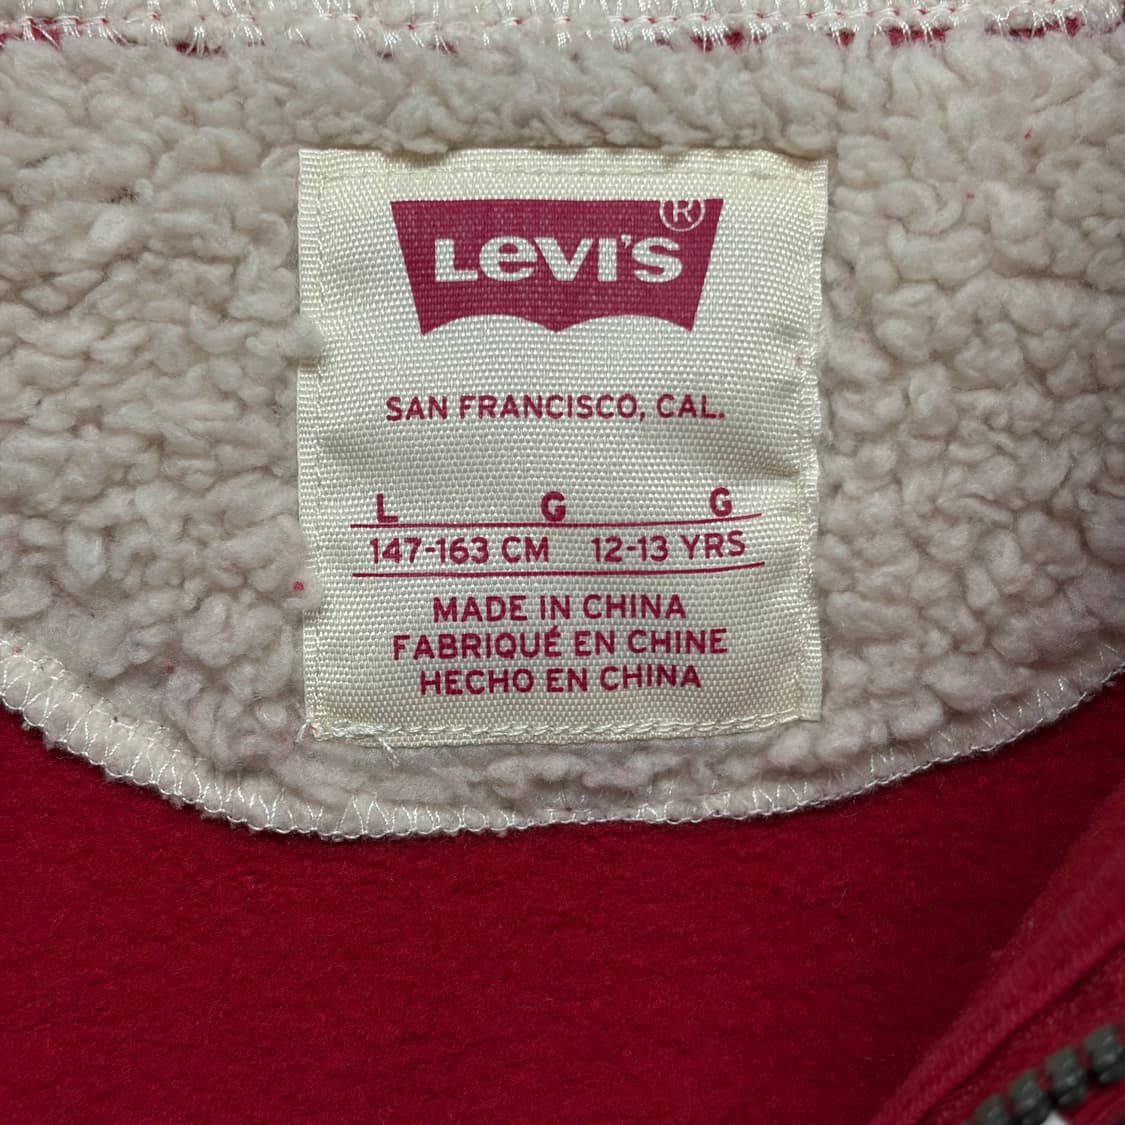 LEVI'S ®
SAN FRANCISCO, CAL.
L G G
147-163 CM 12-13 YRS
MADE IN CHINA
FABRIQUÉ EN CHINE
HECHO EN CHINA